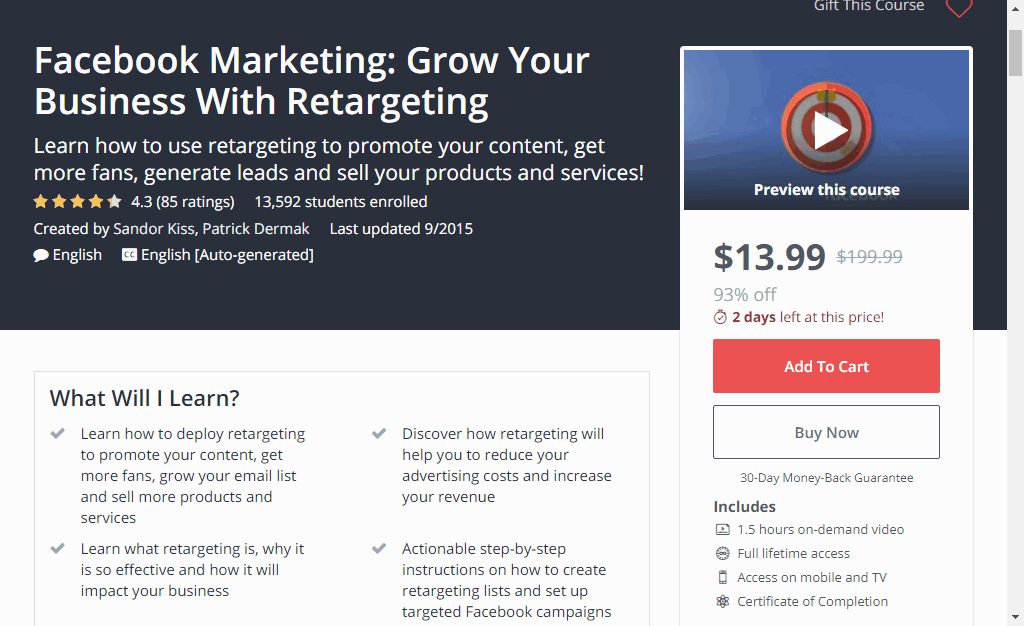 Gift This Course
Facebook Marketing: Grow Your
Business With Retargeting
Learn how to use retargeting to promote your content, get
more fans, generate leads and sell your products and services!
4.3 (85 ratings) 13,592 students enrolled
Created by Sandor Kiss, Patrick Dermak Last updated 9/2015
English CC English [Auto-generated]
Preview this course
facebook
$13.99 $199.99
93% off
2 days left at this price!
Add To Cart
Buy Now
30-Day Money-Back Guarantee
Includes
1.5 hours on-demand video
Full lifetime access
Access on mobile and TV
Certificate of Completion
What Will I Learn?
Learn how to deploy retargeting
to promote your content, get
more fans, grow your email list
and sell more products and
services
Discover how retargeting will
help you to reduce your
advertising costs and increase
your revenue
Learn what retargeting is, why it
is so effective and how it will
impact your business
Actionable step-by-step
instructions on how to create
retargeting lists and set up
targeted Facebook campaigns